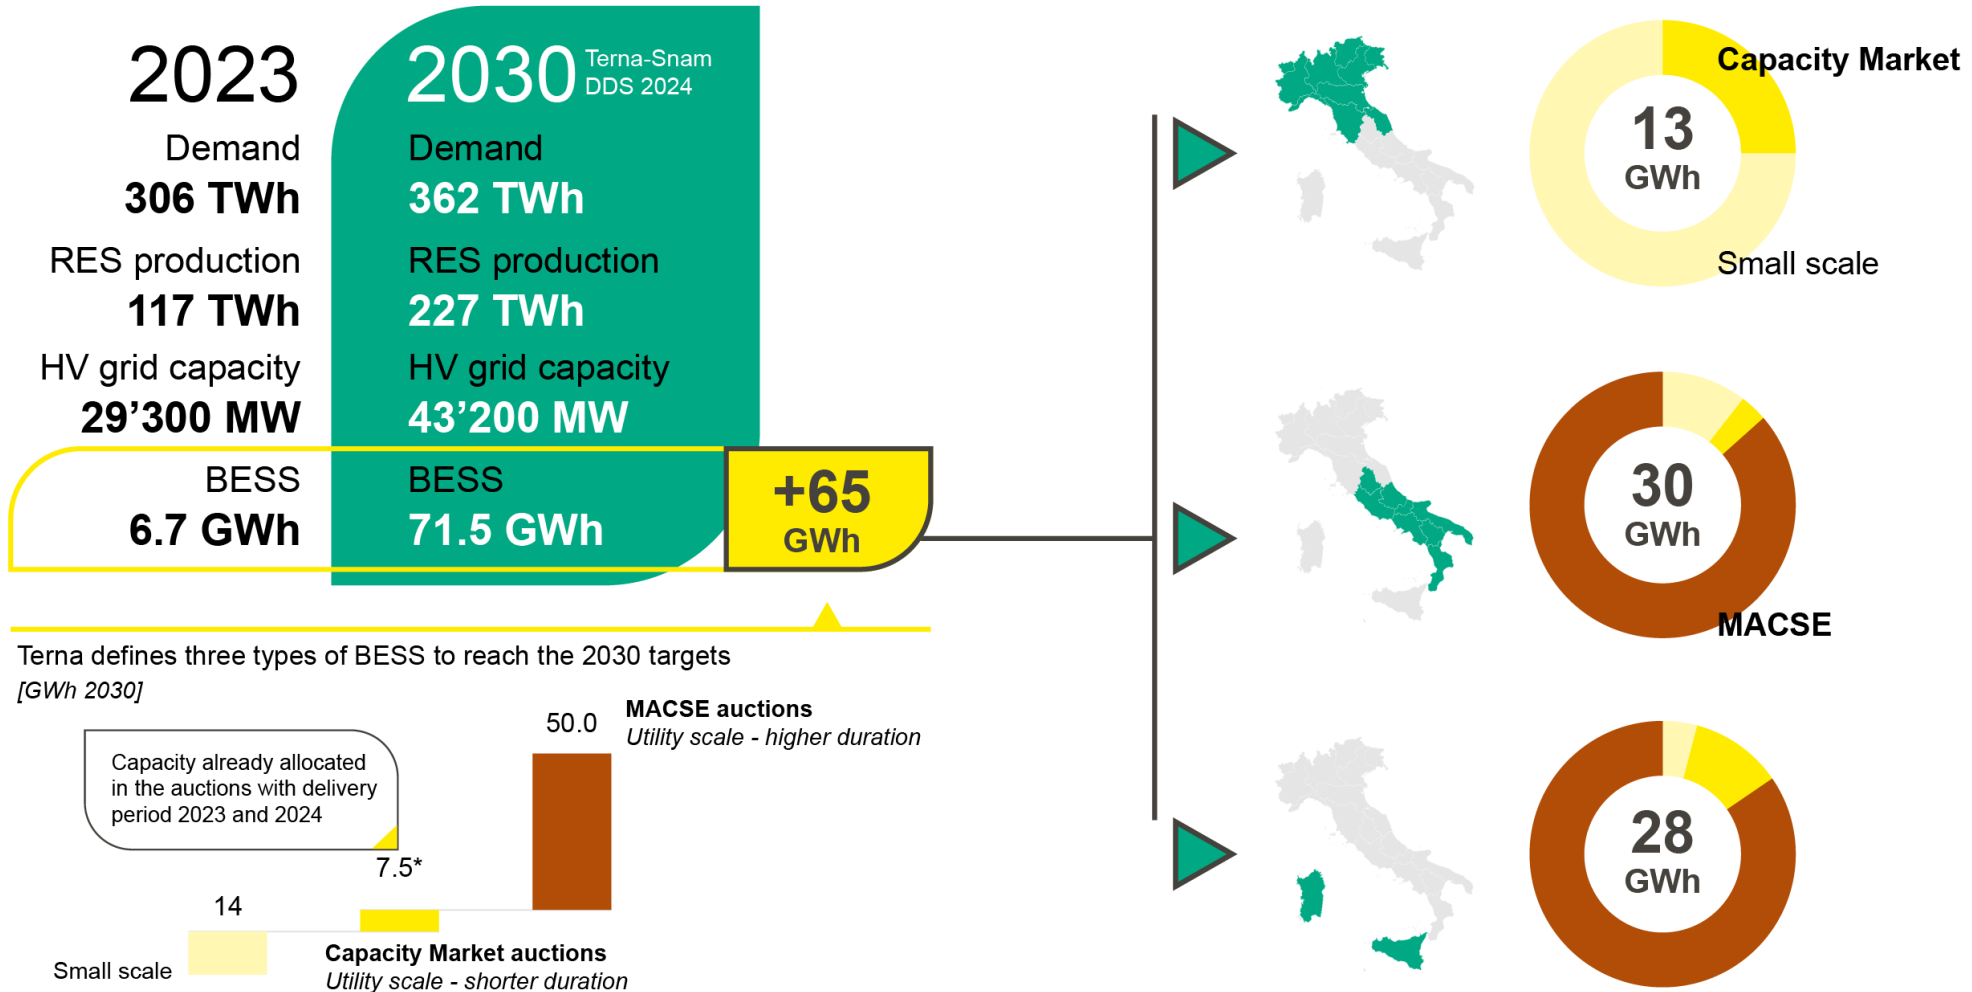 2023
Demand
306 TWh
RES production
117 TWh
HV grid capacity
29’300 MW
BESS
6.7 GWh
2030
Terna-Snam
DDS 2024
Demand
362 TWh
RES production
227 TWh
HV grid capacity
43’200 MW
BESS
71.5 GWh
+65
GWh
Terna defines three types of BESS to reach the 2030 targets
[GWh 2030]
Capacity already allocated
in the auctions with delivery
period 2023 and 2024
14
Small scale
7.5*
Capacity Market auctions
Utility scale - shorter duration
50.0
MACSE auctions
Utility scale - higher duration
Capacity Market
13
GWh
Small scale
30
GWh
MACSE
28
GWh